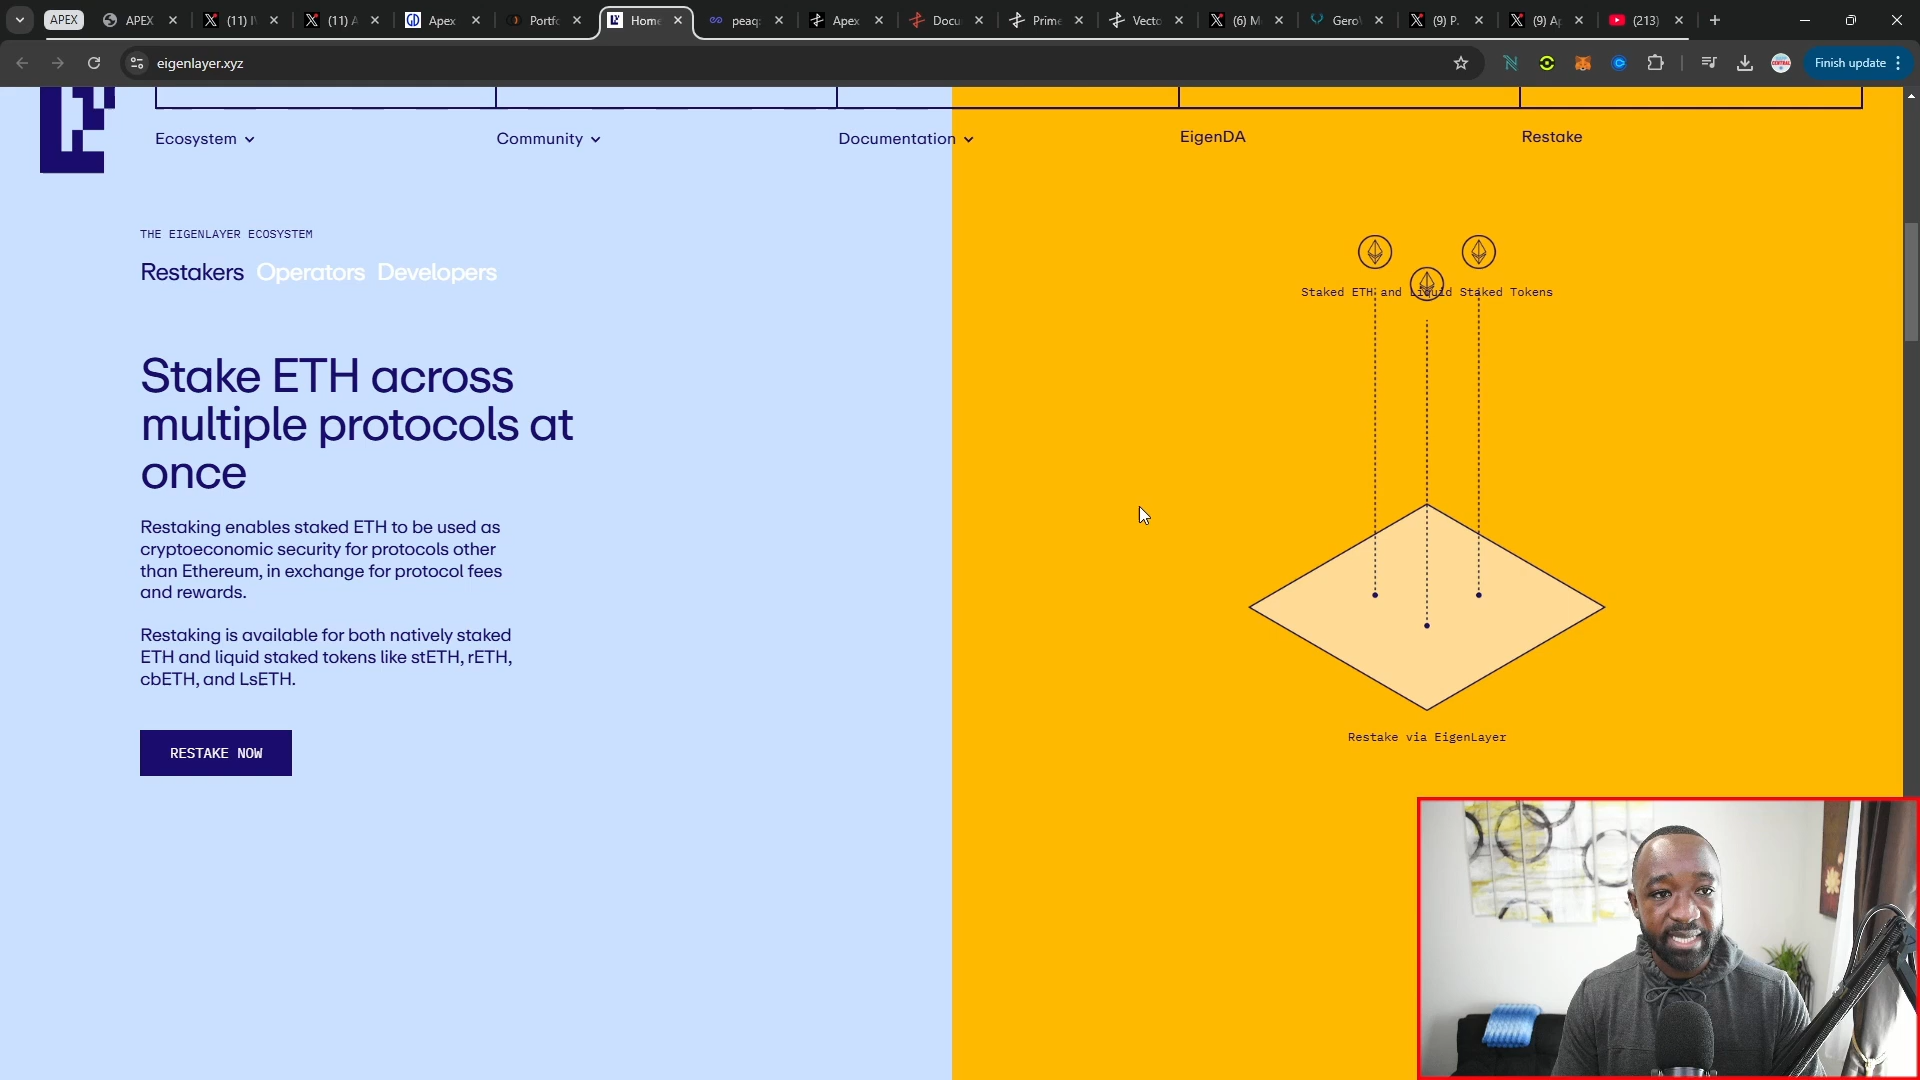 APEX
APEX
(11)
(11) A
Apex
Portfo
Home
peaq
Apex
Docu
Prime
Vecto
(6) M
Gero
(9) P.
(9) Ap
(213)
eigenlayer.xyz
Finish update
Ecosystem
Community
Documentation
EigenDA
Restake
THE EIGENLAYER ECOSYSTEM
Restakers Operators Developers
Stake ETH across
multiple protocols at
once
Restaking enables staked ETH to be used as
cryptoeconomic security for protocols other
than Ethereum, in exchange for protocol fees
and rewards.
Restaking is available for both natively staked
ETH and liquid staked tokens like stETH, rETH,
cbETH, and LsETH.
RESTAKE NOW
Staked ETH and Liquid Staked Tokens
Restake via EigenLayer